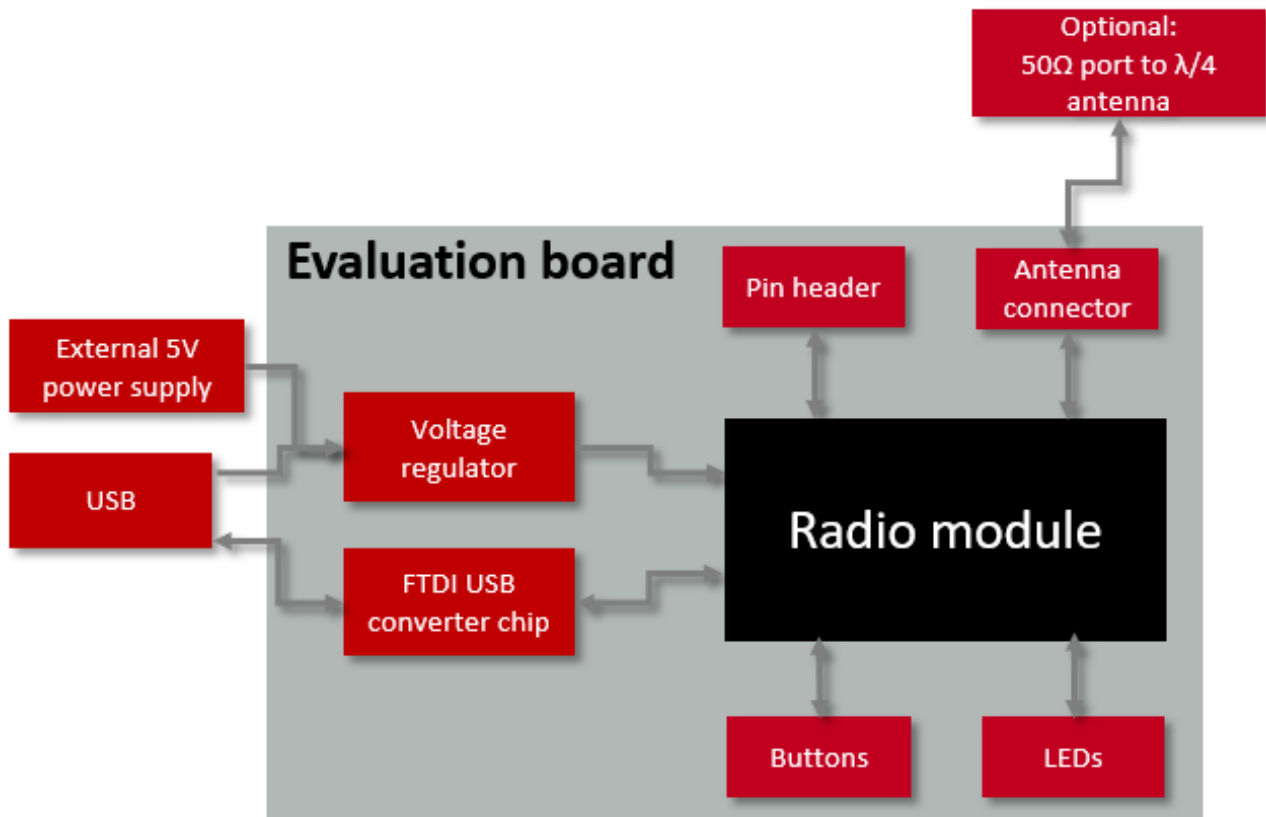 Optional:
50Ω port to λ/4
antenna
Evaluation board
Pin header
Antenna
connector
External 5V
power supply
Voltage
regulator
USB
Radio module
FTDI USB
converter chip
Buttons
LEDs